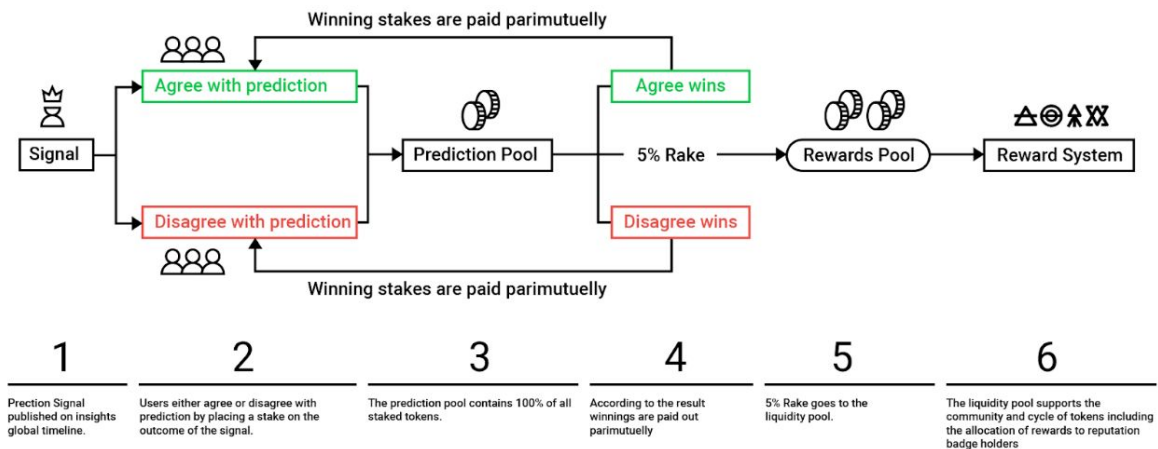 Winning stakes are paid parimutuelly
Agree with prediction
Agree wins
Signal
Prediction Pool
5% Rake
Rewards Pool
Reward System
Disagree with prediction
Disagree wins
Winning stakes are paid parimutuelly
1
Prection Signal
published on insights
global timeline.
2
Users either agree or disagree with
prediction by placing a stake on the
outcome of the signal.
3
The prediction pool contains 100% of all
staked tokens.
4
According to the result
winnings are paid out
parimutuelly
5
5% Rake goes to
the liquidity pool.
6
The liquidity pool supports the
community and cycle of tokens including
the allocation of rewards to reputation
badge holders